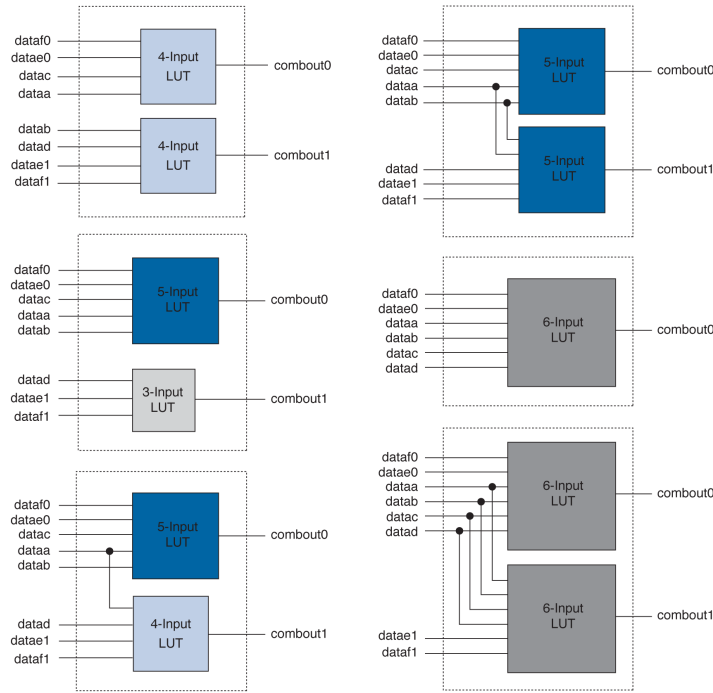 dataf0
datae0
datac
dataa
4-Input
LUT
combout0
datab
datad
datae1
dataf1
4-Input
LUT
combout1
dataf0
datae0
datac
dataa
datab
5-Input
LUT
combout0
datad
datae1
dataf1
3-Input
LUT
combout1
dataf0
datae0
datac
dataa
datab
5-Input
LUT
combout0
datad
datae1
dataf1
4-Input
LUT
combout1
dataf0
datae0
datac
dataa
datab
5-Input
LUT
combout0
datad
datae1
dataf1
5-Input
LUT
combout1
dataf0
datae0
dataa
datab
datac
datad
6-Input
LUT
combout0
dataf0
datae0
dataa
datab
datac
datad
6-Input
LUT
combout0
datae1
dataf1
6-Input
LUT
combout1